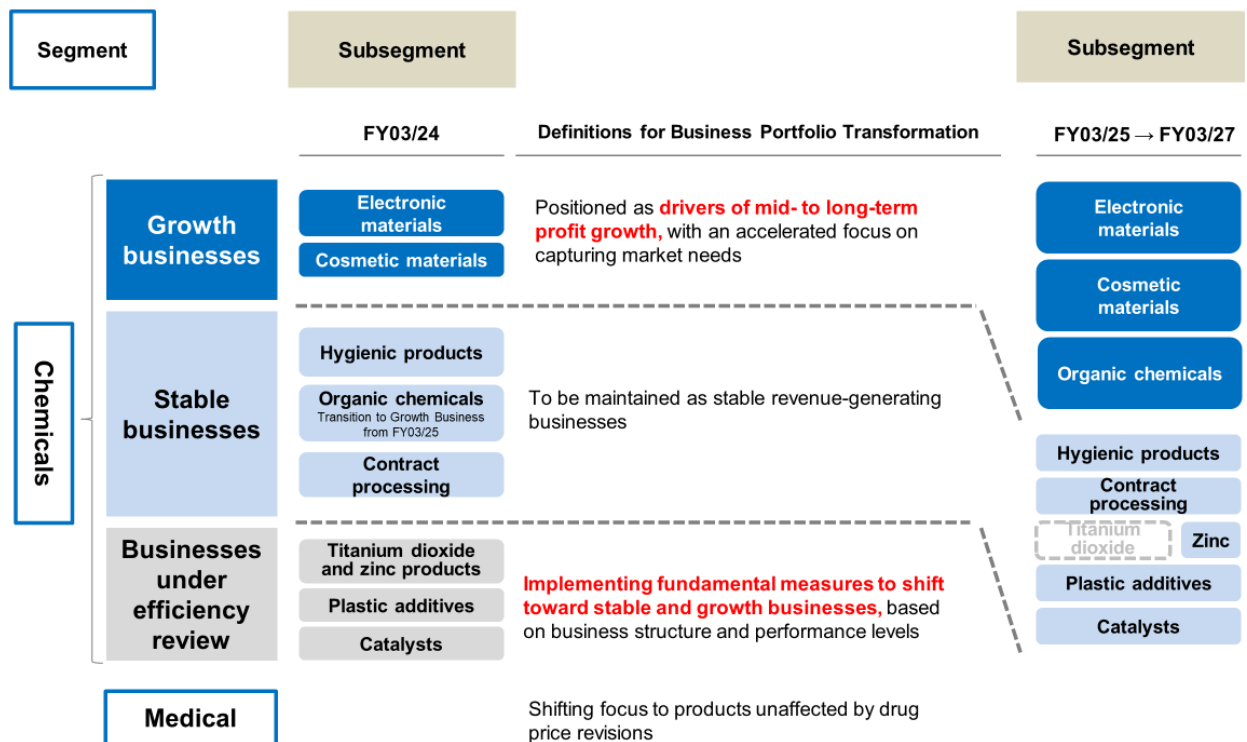 Segment
Subsegment
Subsegment
FY03/24
Definitions for Business Portfolio Transformation
FY03/25 → FY03/27
Chemicals
Growth
businesses
Electronic
materials
Cosmetic materials
Positioned as drivers of mid- to long-term
profit growth, with an accelerated focus on
capturing market needs
Electronic
materials
Cosmetic
materials
Organic chemicals
Stable
businesses
Hygienic products
Organic chemicals
Transition to Growth Business
from FY03/25
Contract
processing
To be maintained as stable revenue-generating
businesses
Hygienic products
Contract
processing
Titanium
dioxide
Zinc
Plastic additives
Catalysts
Businesses
under
efficiency
review
Titanium dioxide
and zinc products
Plastic additives
Catalysts
Implementing fundamental measures to shift
toward stable and growth businesses, based
on business structure and performance levels
Medical
Shifting focus to products unaffected by drug
price revisions